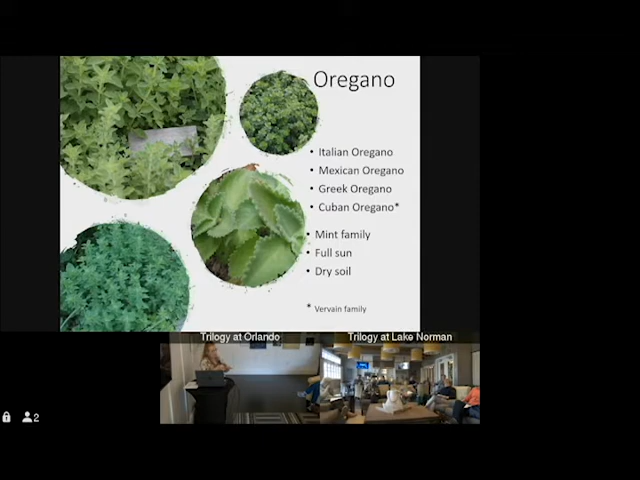 Oregano
• Italian Oregano
• Mexican Oregano
• Greek Oregano
• Cuban Oregano*
• Mint family
• Full sun
• Dry soil
* Vervain family
Trilogy at Orlando
Trilogy at Lake Norman
2